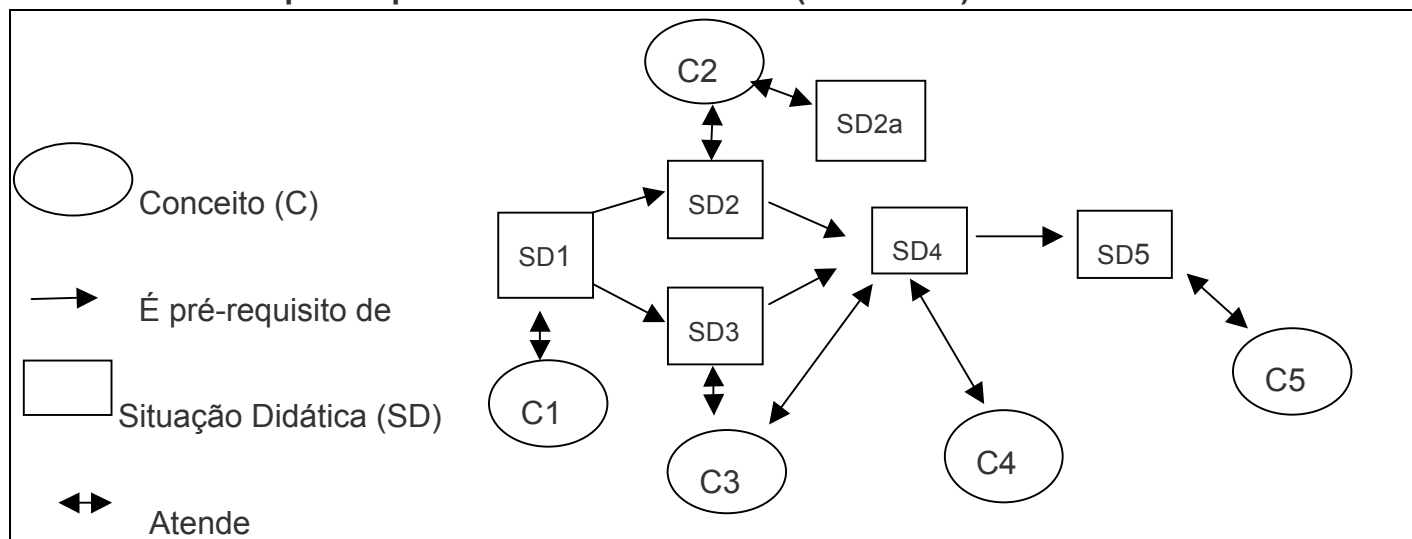 C2
SD2a
Conceito (C)
SD2
SD1
SD4
SD5
É pré-requisito de
SD3
C5
Situação Didática (SD)
C1
C3
C4
Atende